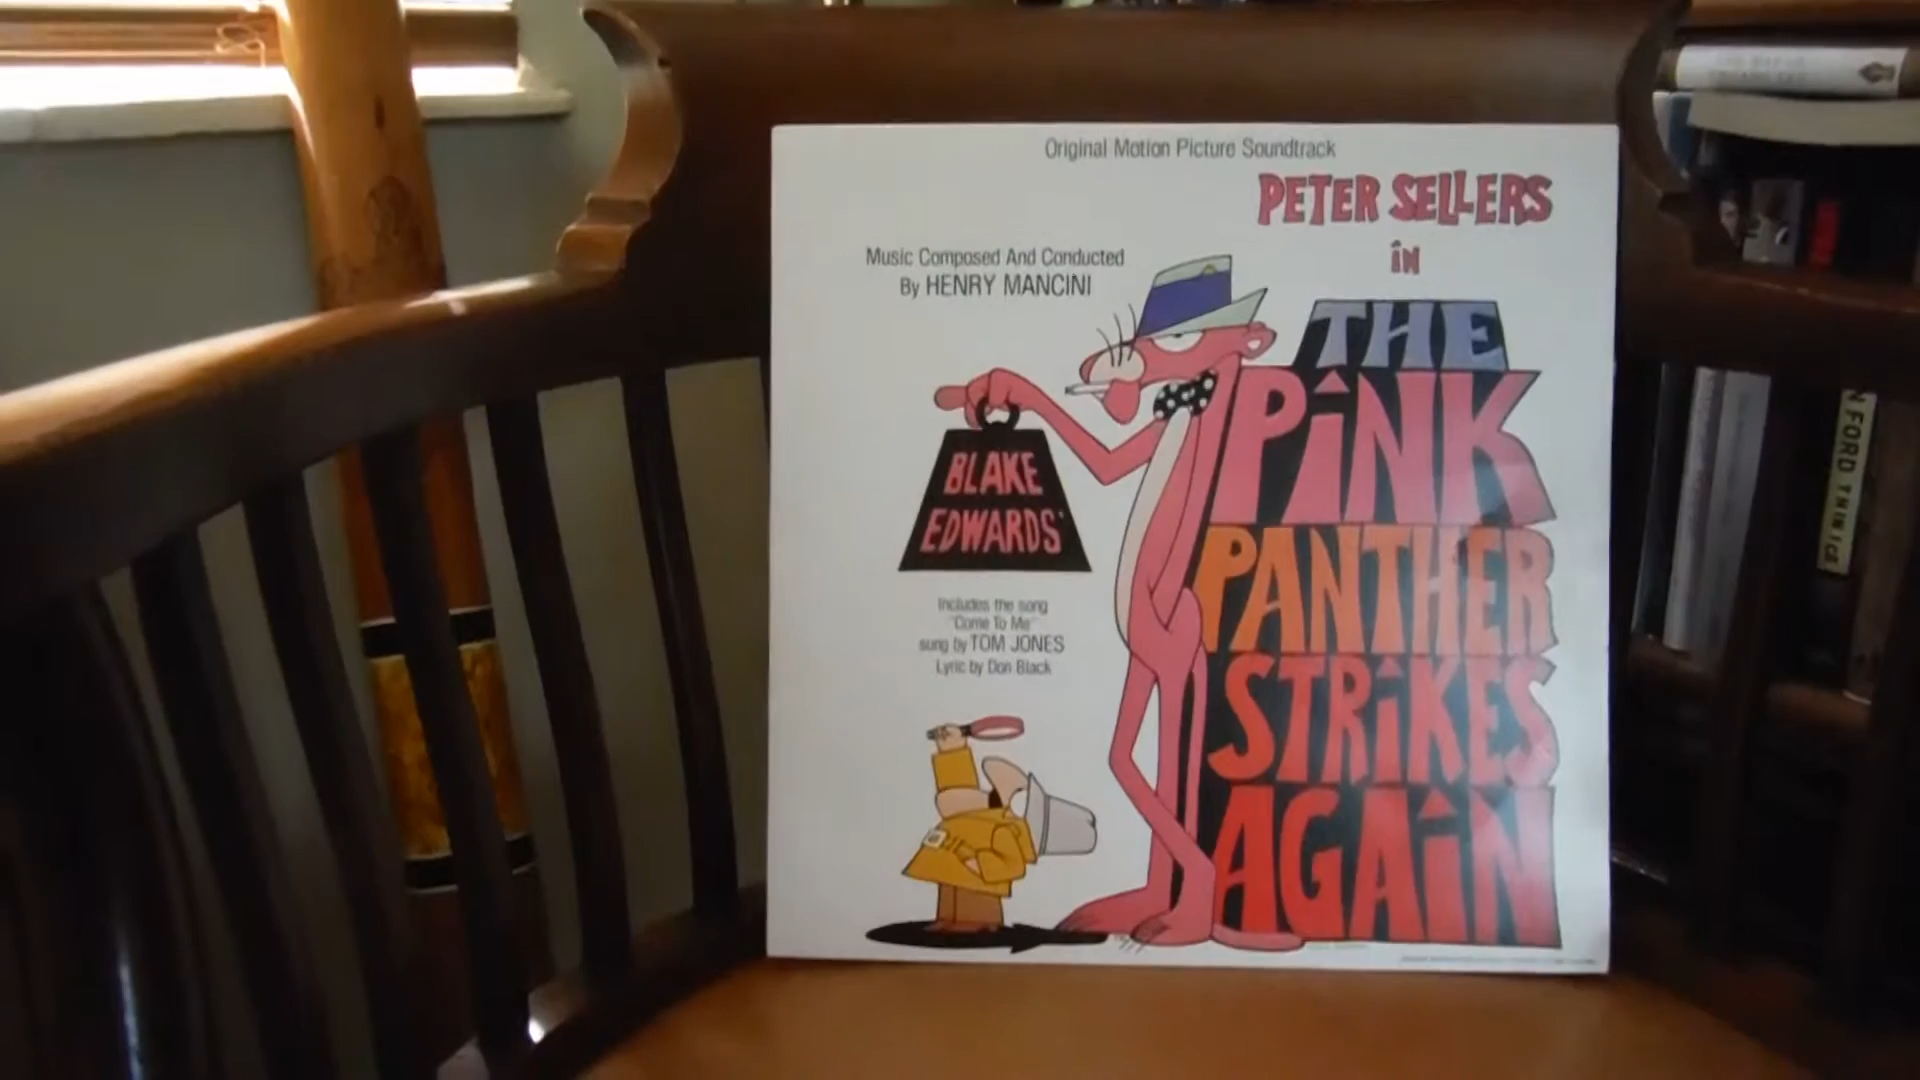 Original Motion Picture Soundtrack
PETER SELLERS
in
Music Composed And Conducted
By HENRY MANCINI
THE
PINK
PANTHER
STRIKES
AGAIN
BLAKE
EDWARDS'
Includes the song
"Come To Me"
sung by TOM JONES
Lyric by Don Black
N FORD